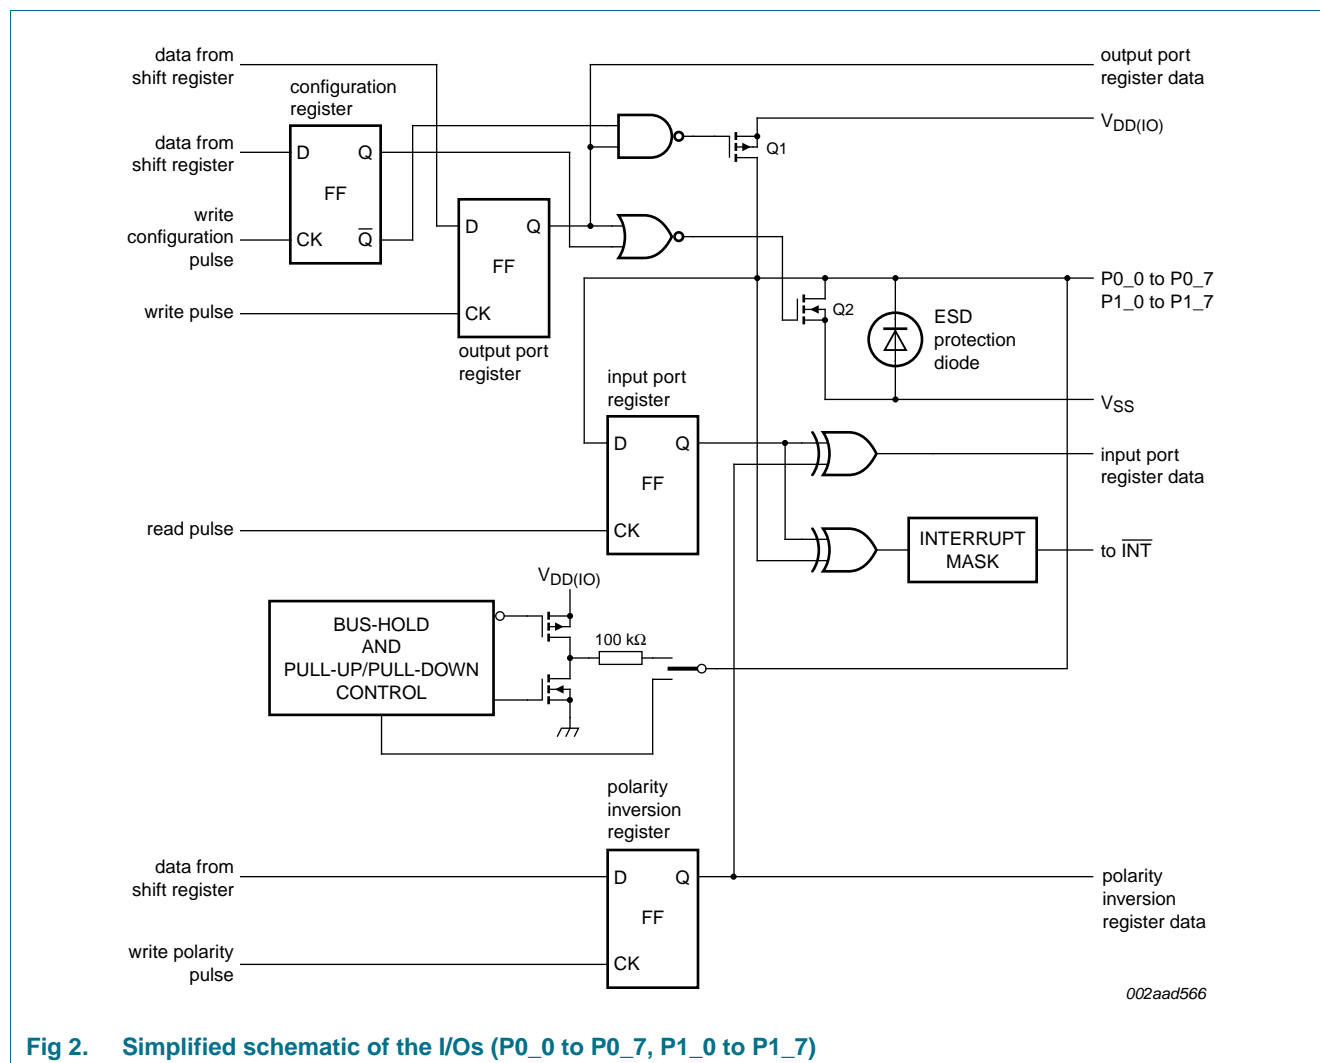 data from
shift register
output port
register data
configuration
register
VDD(IO)
data from
shift register
D
Q
FF
Q1
write
configuration
pulse
CK
Q̅
D
Q
FF
P0_0 to P0_7
P1_0 to P1_7
write pulse
CK
Q2
ESD
protection
diode
output port
register
input port
register
VSS
D
Q
FF
input port
register data
read pulse
CK
INTERRUPT
MASK
to I̅N̅T̅
VDD(IO)
BUS-HOLD
AND
PULL-UP/PULL-DOWN
CONTROL
100 kΩ
polarity
inversion
register
data from
shift register
D
Q
FF
polarity
inversion
register data
write polarity
pulse
CK
002aad566
Fig 2. Simplified schematic of the I/Os (P0_0 to P0_7, P1_0 to P1_7)